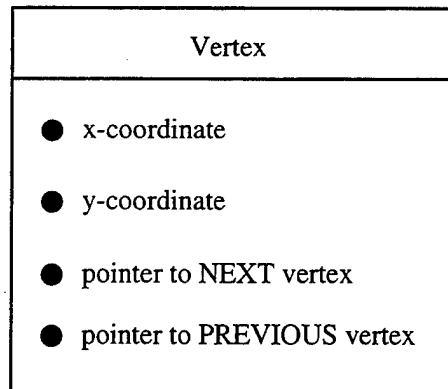 Vertex
● x-coordinate
● y-coordinate
● pointer to NEXT vertex
● pointer to PREVIOUS vertex